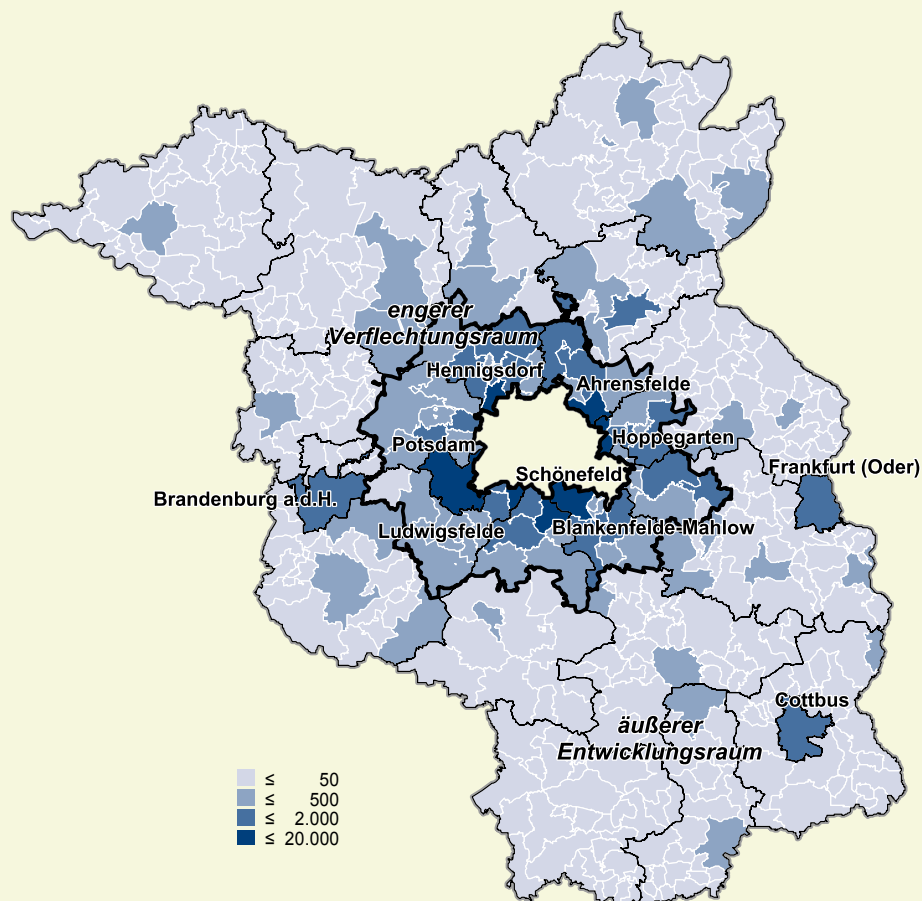 engerer
Verflechtungsraum
Hennigsdorf
Ahrensfelde
Potsdam
Hoppegarten
Schönefeld
Frankfurt (Oder)
Brandenburg a.d.H.
Ludwigsfelde
Blankenfelde-Mahlow
Cottbus
äußerer
Entwicklungsraum
≤ 50
≤ 500
≤ 2.000
≤ 20.000